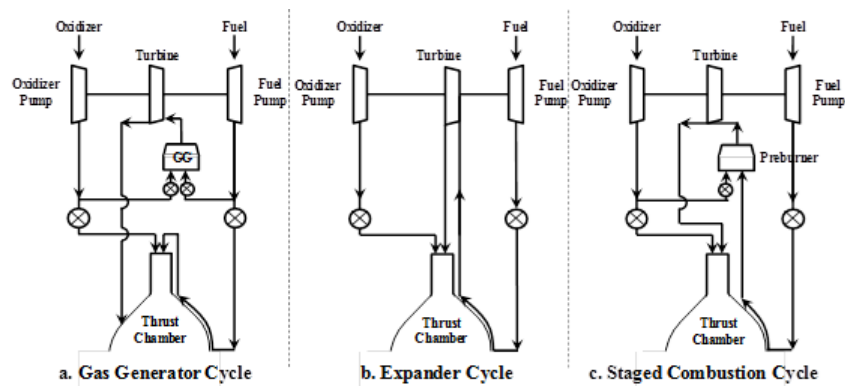 Oxidizer
Fuel
Turbine
Oxidizer
Pump
Fuel
Pump
GG
Thrust
Chamber
a. Gas Generator Cycle
Oxidizer
Fuel
Turbine
Oxidizer
Pump
Fuel
Pump
Thrust
Chamber
b. Expander Cycle
Oxidizer
Fuel
Turbine
Oxidizer
Pump
Fuel
Pump
Preburner
Thrust
Chamber
c. Staged Combustion Cycle